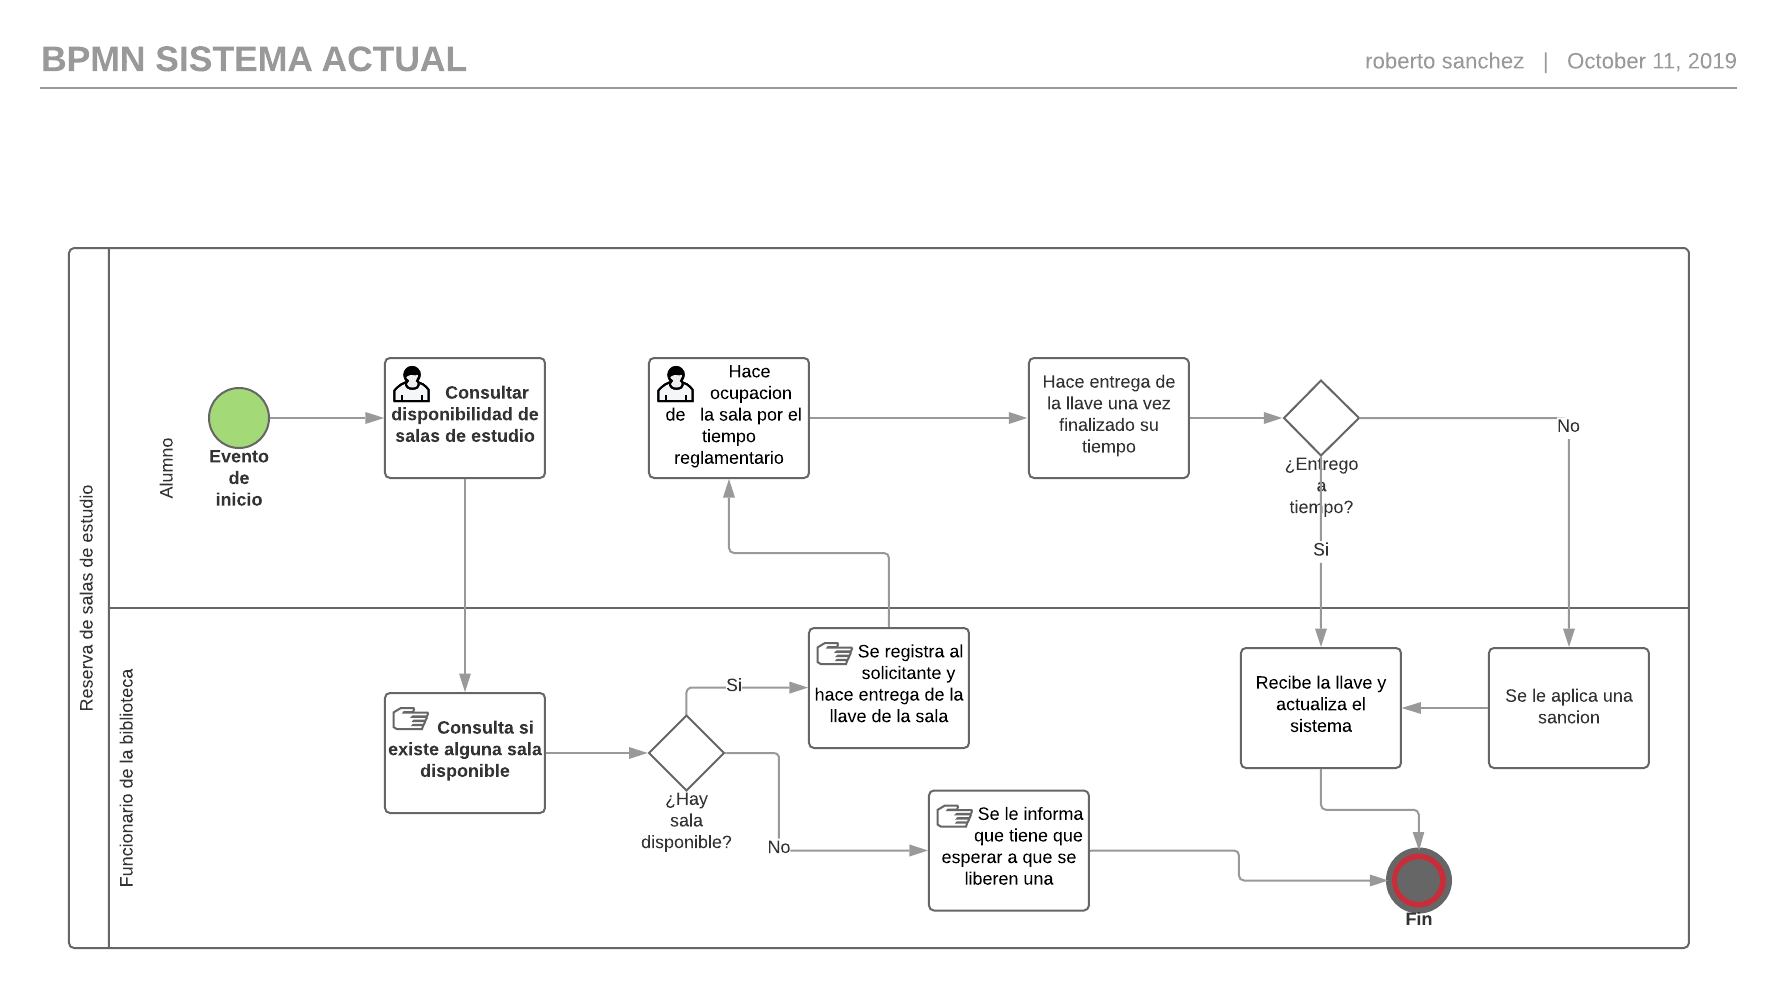 BPMN SISTEMA ACTUAL
roberto sanchez | October 11, 2019
Reserva de salas de estudio
Alumno
Evento
de
inicio
Consultar
disponibilidad de
salas de estudio
Hace
ocupacion
de la sala por el
tiempo
reglamentario
Hace entrega de
la llave una vez
finalizado su
tiempo
¿Entrego
a
tiempo?
No
Si
Funcionario de la biblioteca
Consulta si
existe alguna sala
disponible
¿Hay
sala
disponible?
Si
Se registra al
solicitante y
hace entrega de la
llave de la sala
No
Se le informa
que tiene que
esperar a que se
liberen una
Recibe la llave y
actualiza el
sistema
Se le aplica una
sancion
Fin